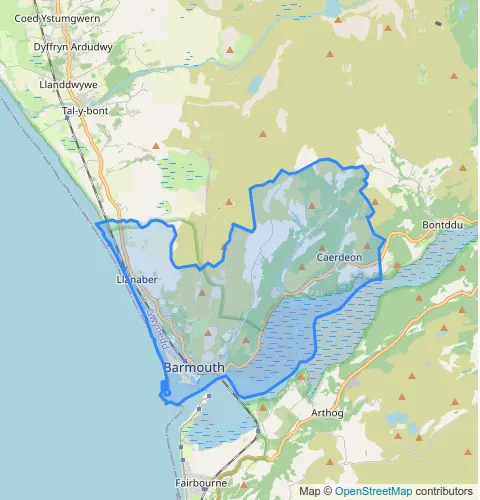 Coed Ystumgwern
Dyffryn Ardudwy
Llanddwywe
Tal-y-bont
Bontddu
Caerdeon
Llanaber
Gwynedd
Barmouth
Arthog
Fairbourne
Map © OpenStreetMap contributors